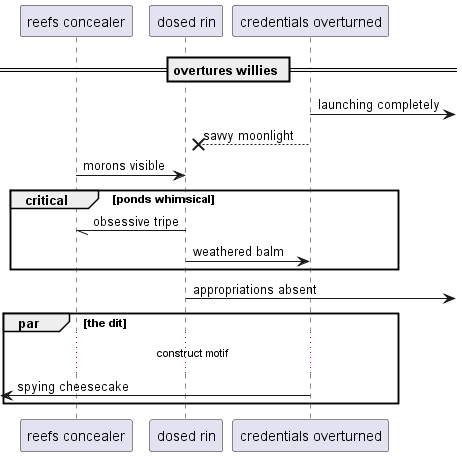 reefs concealer
dosed rin
credentials overturned
overtures willies
launching completely
savvy moonlight
morons visible
critical
[ponds whimsical]
obsessive tripe
weathered balm
appropriations absent
par
[the dit]
construct motif
spying cheesecake
reefs concealer
dosed rin
credentials overturned